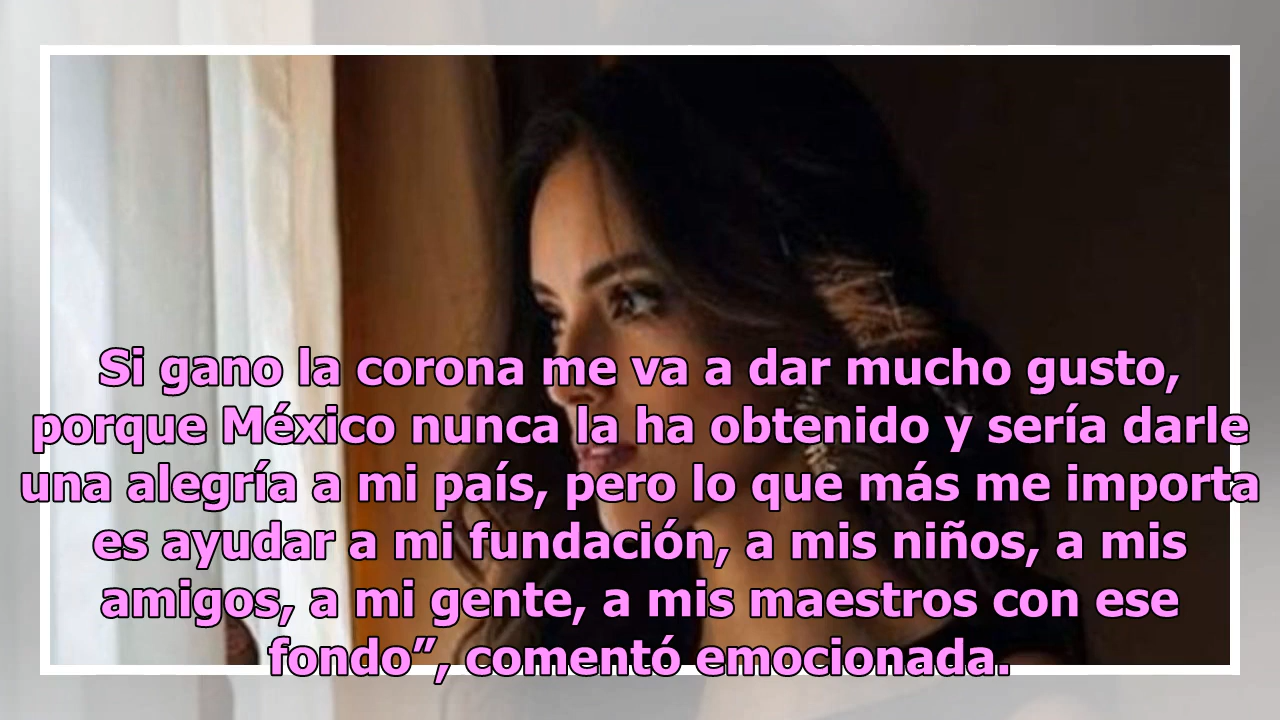 Si gano la corona me va a dar mucho gusto,
porque México nunca la ha obtenido y sería darle
una alegría a mi país, pero lo que más me importa
es ayudar a mi fundación, a mis niños, a mis
amigos, a mi gente, a mis maestros con ese
fondo”, comentó emocionada.